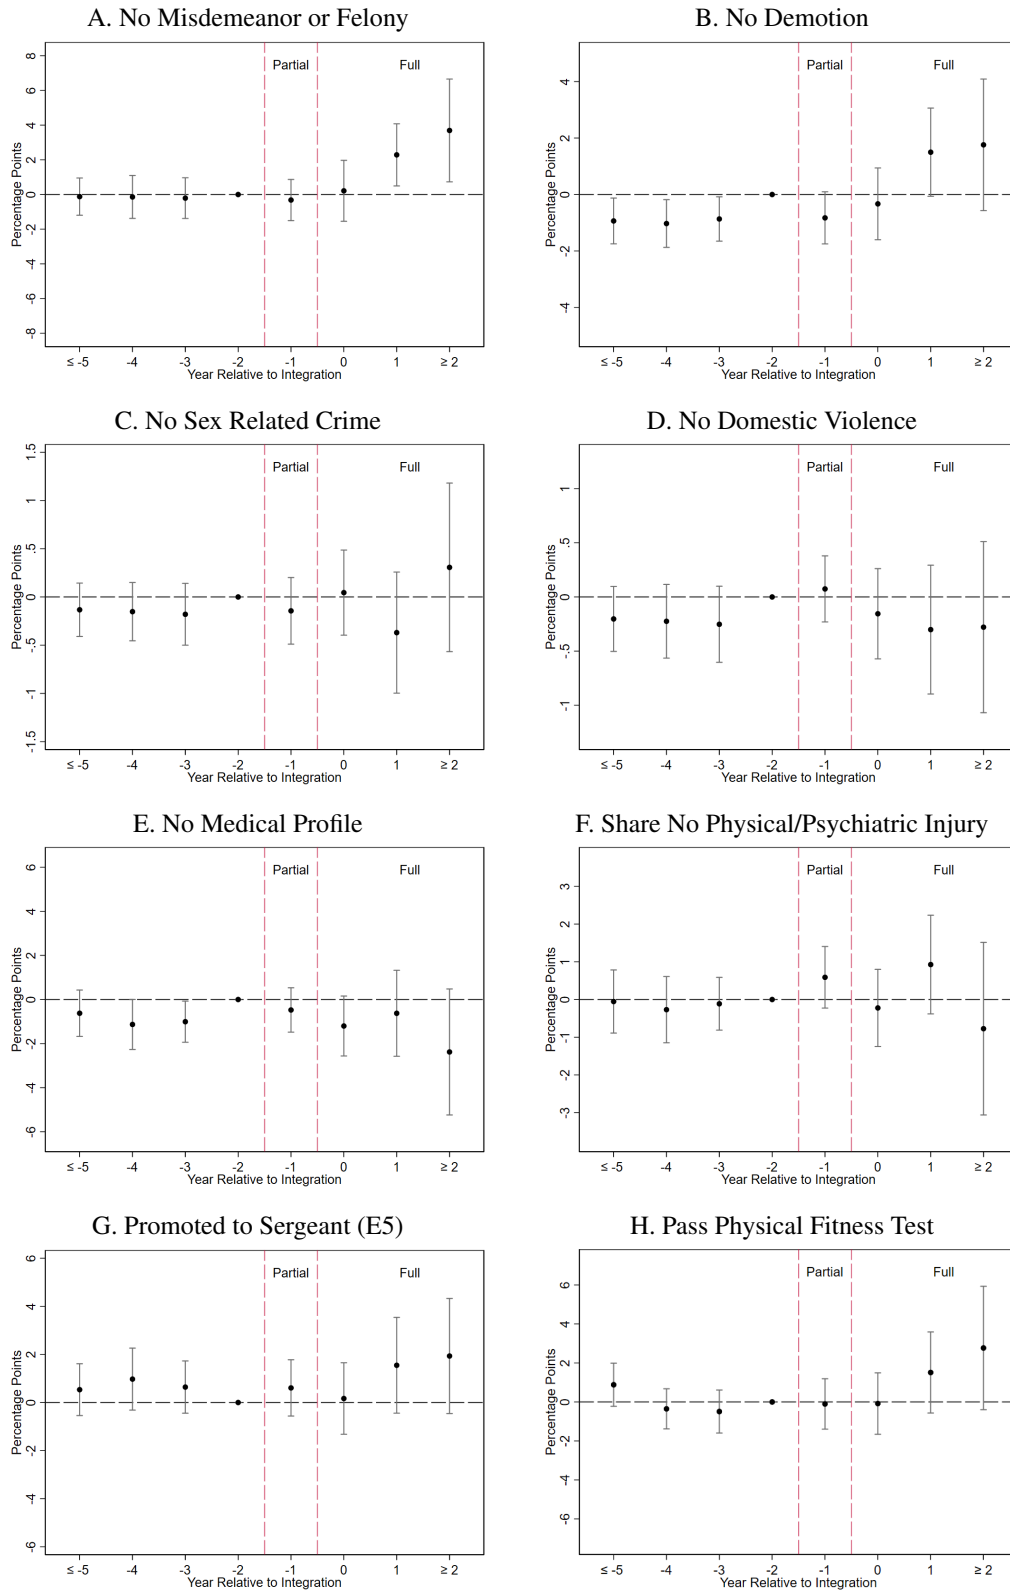 A. No Misdemeanor or Felony
Partial
Full
Percentage Points
8
6
4
2
0
-2
-4
-6
-8
≤ -5 -4 -3 -2 -1 0 1 ≥ 2
Year Relative to Integration
B. No Demotion
Partial
Full
Percentage Points
4
2
0
-2
-4
≤ -5 -4 -3 -2 -1 0 1 ≥ 2
Year Relative to Integration
C. No Sex Related Crime
Partial
Full
Percentage Points
1.5
1
.5
0
-.5
-1
-1.5
≤ -5 -4 -3 -2 -1 0 1 ≥ 2
Year Relative to Integration
D. No Domestic Violence
Partial
Full
Percentage Points
1
.5
0
-.5
-1
≤ -5 -4 -3 -2 -1 0 1 ≥ 2
Year Relative to Integration
E. No Medical Profile
Partial
Full
Percentage Points
6
4
2
0
-2
-4
-6
≤ -5 -4 -3 -2 -1 0 1 ≥ 2
Year Relative to Integration
F. Share No Physical/Psychiatric Injury
Partial
Full
Percentage Points
3
2
1
0
-1
-2
-3
≤ -5 -4 -3 -2 -1 0 1 ≥ 2
Year Relative to Integration
G. Promoted to Sergeant (E5)
Partial
Full
Percentage Points
6
4
2
0
-2
-4
-6
≤ -5 -4 -3 -2 -1 0 1 ≥ 2
Year Relative to Integration
H. Pass Physical Fitness Test
Partial
Full
Percentage Points
6
4
2
0
-2
-4
-6
≤ -5 -4 -3 -2 -1 0 1 ≥ 2
Year Relative to Integration